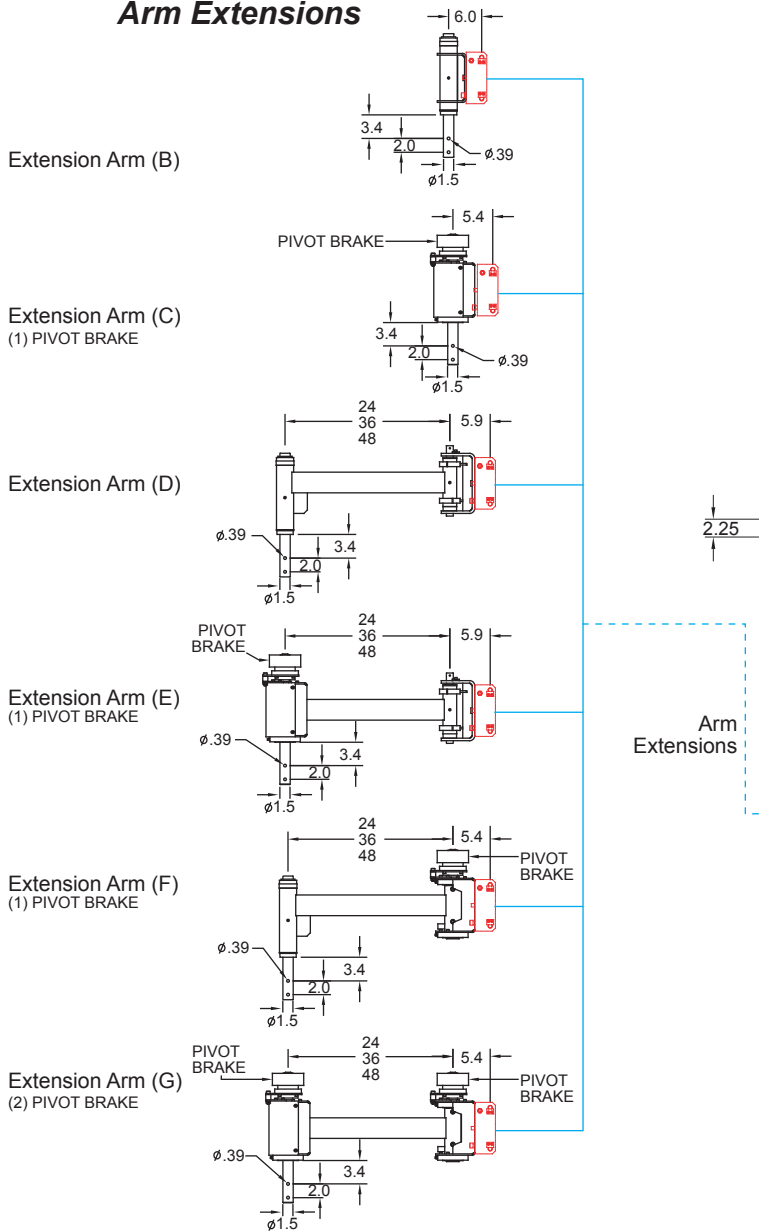 Arm Extensions
6.0
3.4
2.0
ø.39
ø1.5
Extension Arm (B)
5.4
PIVOT BRAKE
Extension Arm (C)
(1) PIVOT BRAKE
3.4
2.0
ø.39
ø1.5
24
36
48
5.9
Extension Arm (D)
ø.39
3.4
2.0
ø1.5
2.25
PIVOT
BRAKE
24
36
48
5.9
Extension Arm (E)
(1) PIVOT BRAKE
ø.39
3.4
2.0
ø1.5
Arm
Extensions
24
36
48
5.4
PIVOT
BRAKE
Extension Arm (F)
(1) PIVOT BRAKE
ø.39
3.4
2.0
ø1.5
PIVOT
BRAKE
24
36
48
5.4
PIVOT
BRAKE
Extension Arm (G)
(2) PIVOT BRAKE
ø.39
3.4
2.0
ø1.5